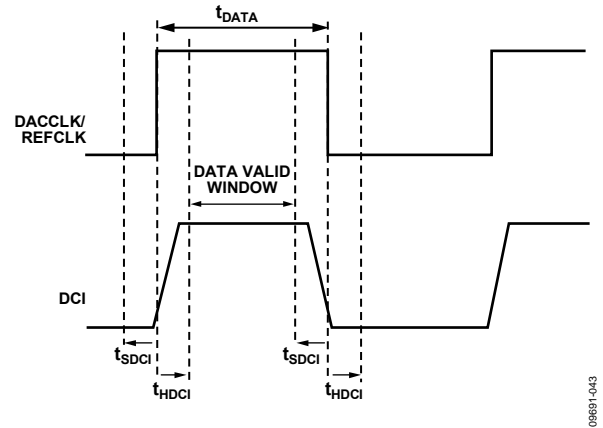 tDATA
DACCLK/
REFCLK
DATA VALID
WINDOW
DCI
tSDCI
tSDCI
tHDCI
tHDCI
09691-043